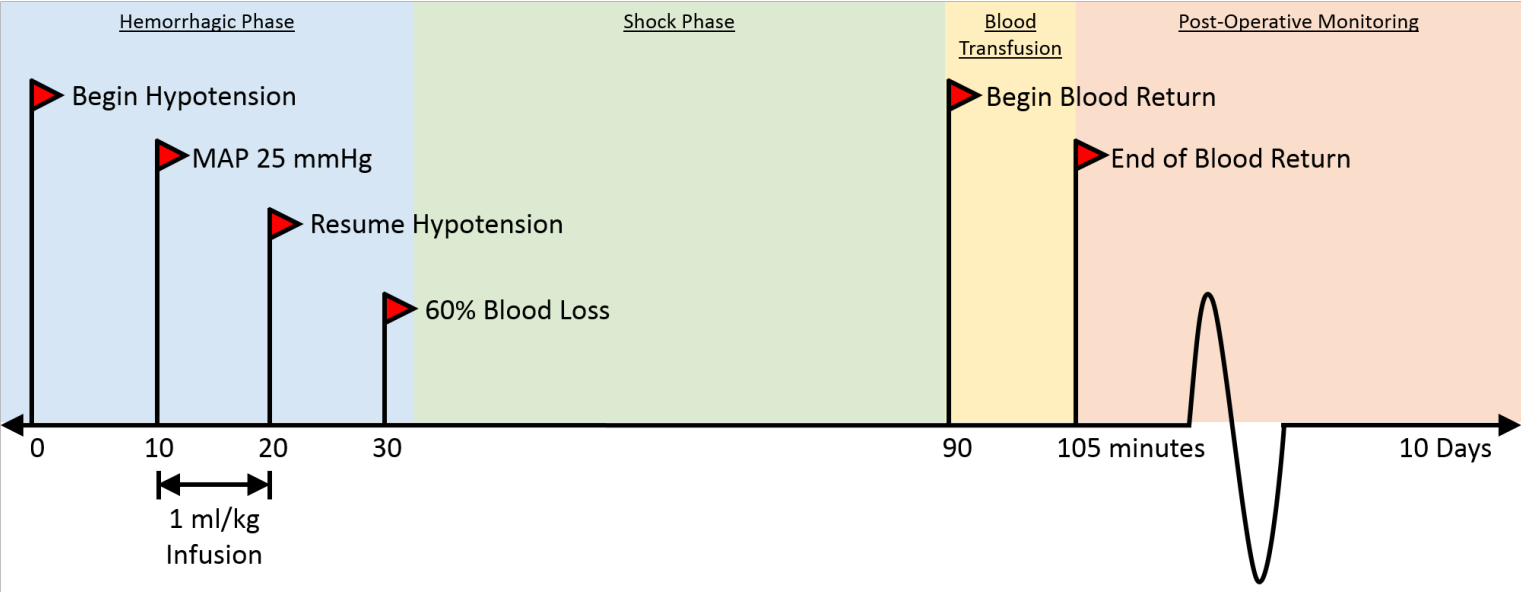 Hemorrhagic Phase
Shock Phase
Blood
Transfusion
Post-Operative Monitoring
Begin Hypotension
Begin Blood Return
MAP 25 mmHg
End of Blood Return
Resume Hypotension
60% Blood Loss
0
10
20
30
90
105 minutes
10 Days
1 ml/kg
Infusion